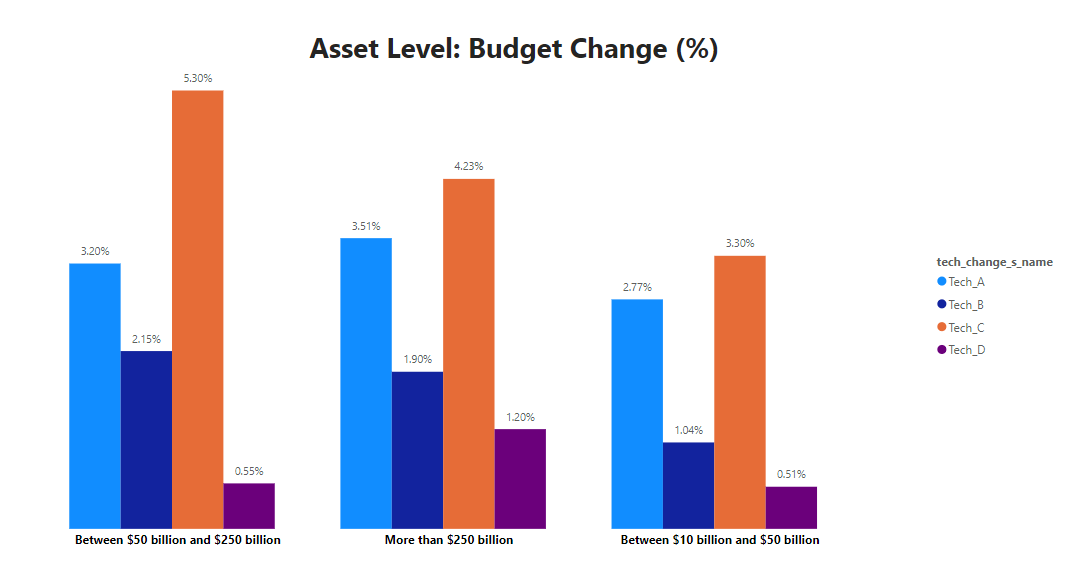 Asset Level: Budget Change (%)
5.30%
4.23%
3.51%
3.20%
3.30%
2.77%
2.15%
1.90%
1.20%
1.04%
0.55%
0.51%
Between $50 billion and $250 billion
More than $250 billion
Between $10 billion and $50 billion
tech_change_s_name
Tech_A
Tech_B
Tech_C
Tech_D